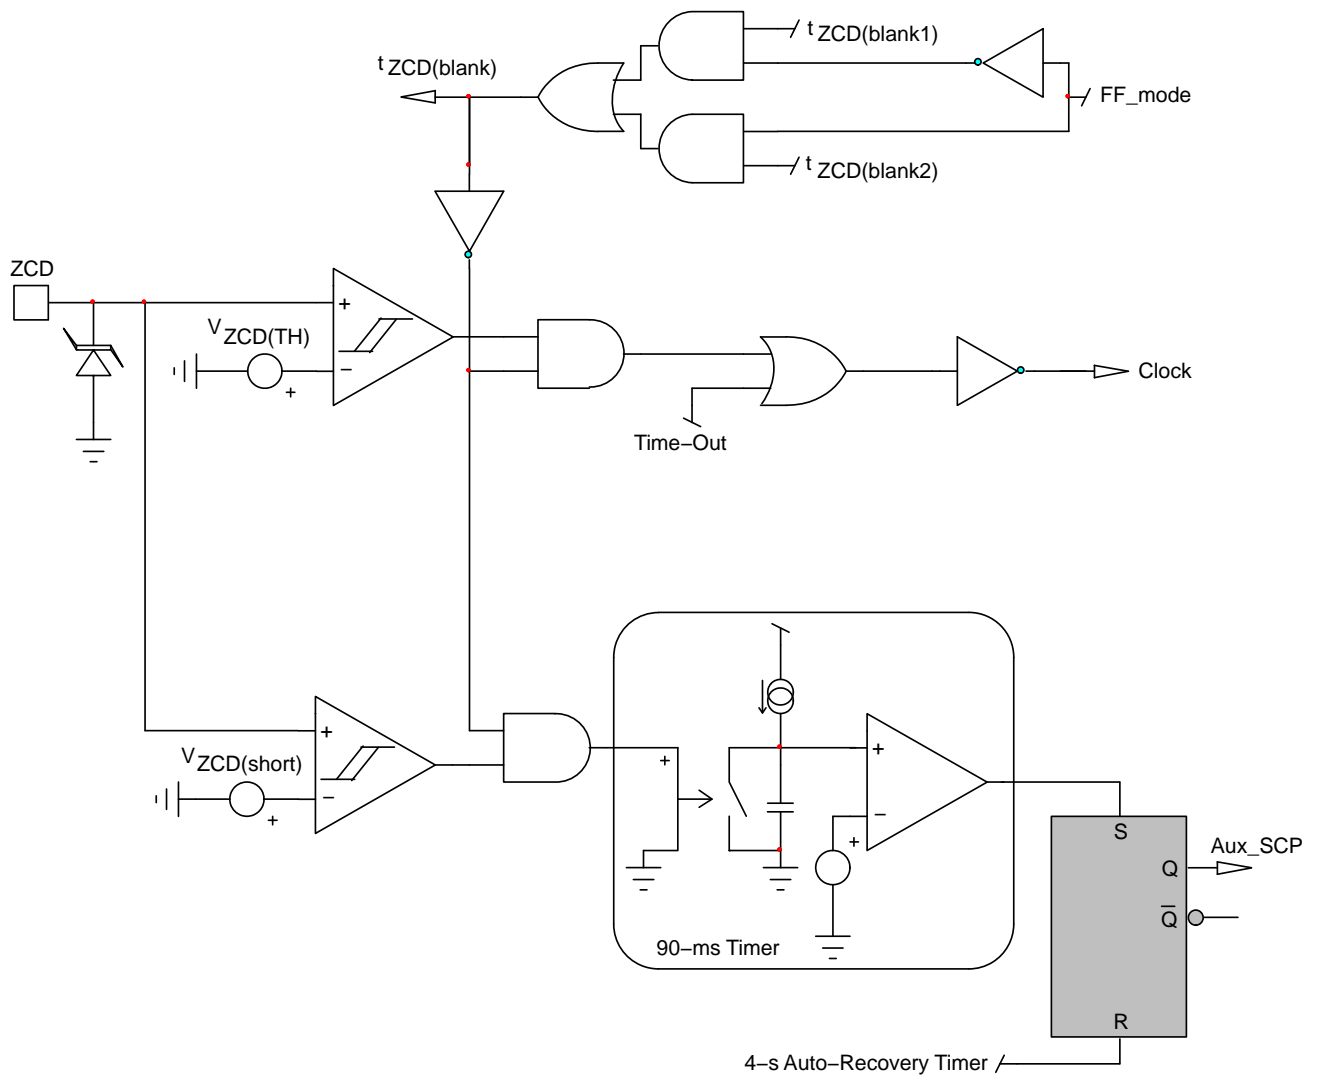 t ZCD(blank1)
t ZCD(blank)
FF_mode
t ZCD(blank2)
ZCD
V ZCD(TH)
+
−
+
Clock
Time−Out
V ZCD(short)
+
−
+
+
+
−
+
S
Q
Aux_SCP
Q̅
90−ms Timer
R
4−s Auto−Recovery Timer